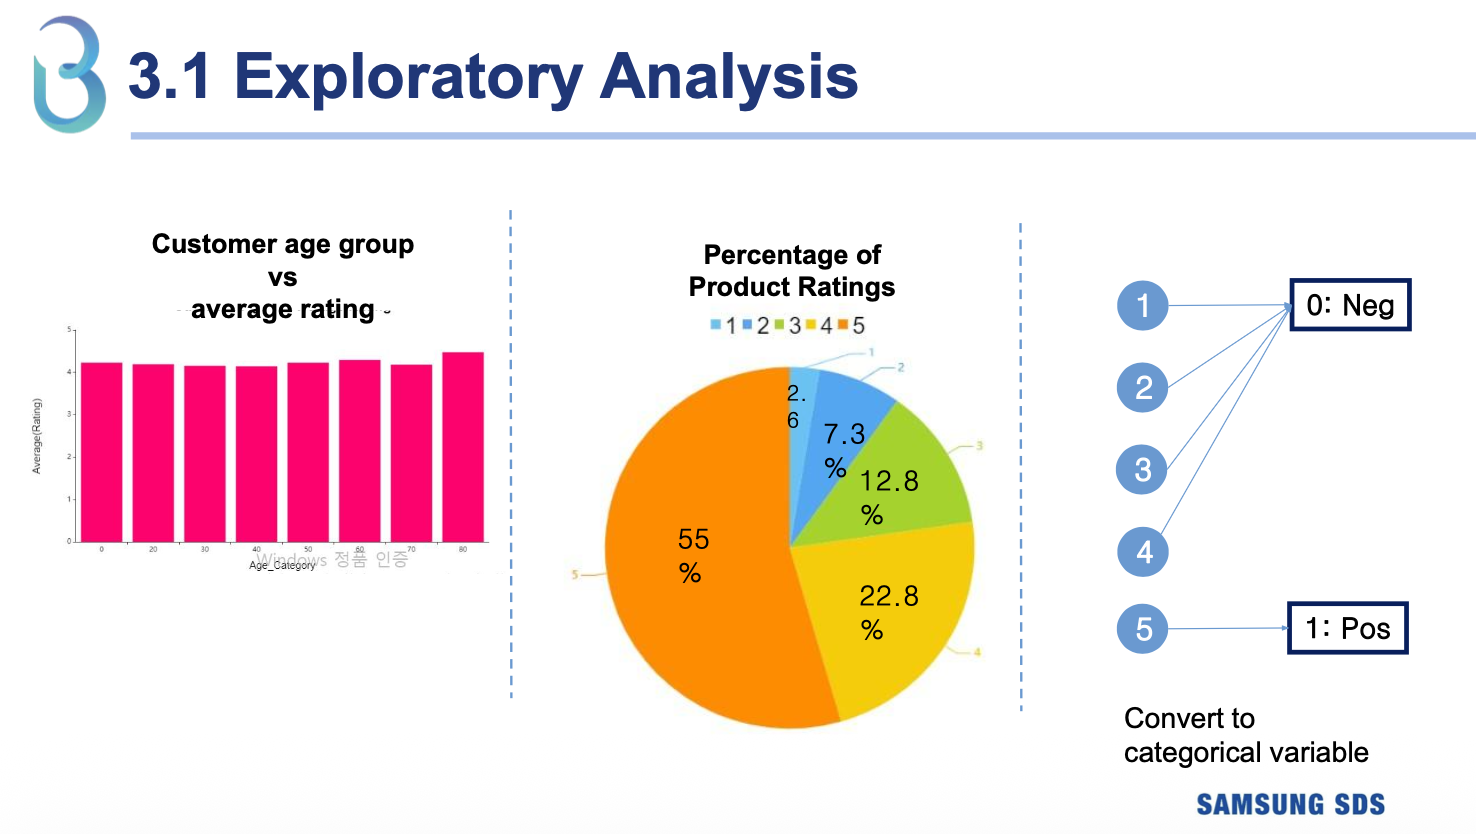 3.1 Exploratory Analysis
Customer age group
vs
average rating
5
4
3
2
1
0
Average(Rating)
0 20 30 40 50 60 70 80
Age_Category
Windows 정품 인증
Percentage of
Product Ratings
1 2 3 4 5
1
2
3
4
5
2.
6
7.3
%
12.8
%
22.8
%
55
%
1
2
3
4
5
0: Neg
1: Pos
Convert to
categorical variable
SAMSUNG SDS